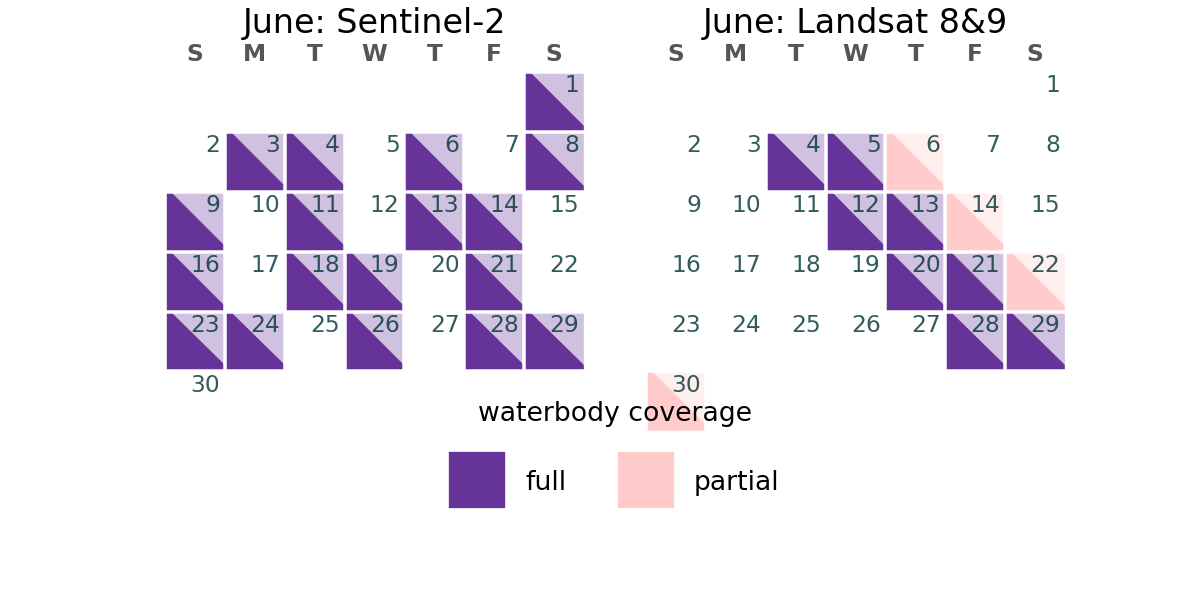 June: Sentinel-2
S M T W T F S
1
2 3 4 5 6 7 8
9 10 11 12 13 14 15
16 17 18 19 20 21 22
23 24 25 26 27 28 29
30
June: Landsat 8&9
S M T W T F S
1
2 3 4 5 6 7 8
9 10 11 12 13 14 15
16 17 18 19 20 21 22
23 24 25 26 27 28 29
30
waterbody coverage
full
partial